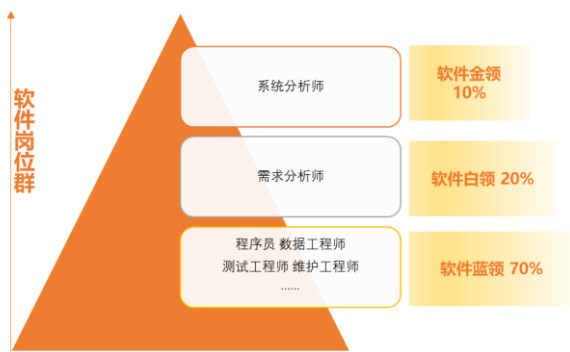 软件岗位群
系统分析师
软件金领
10%
需求分析师
软件白领 20%
程序员 数据工程师
测试工程师 维护工程师
......
软件蓝领 70%